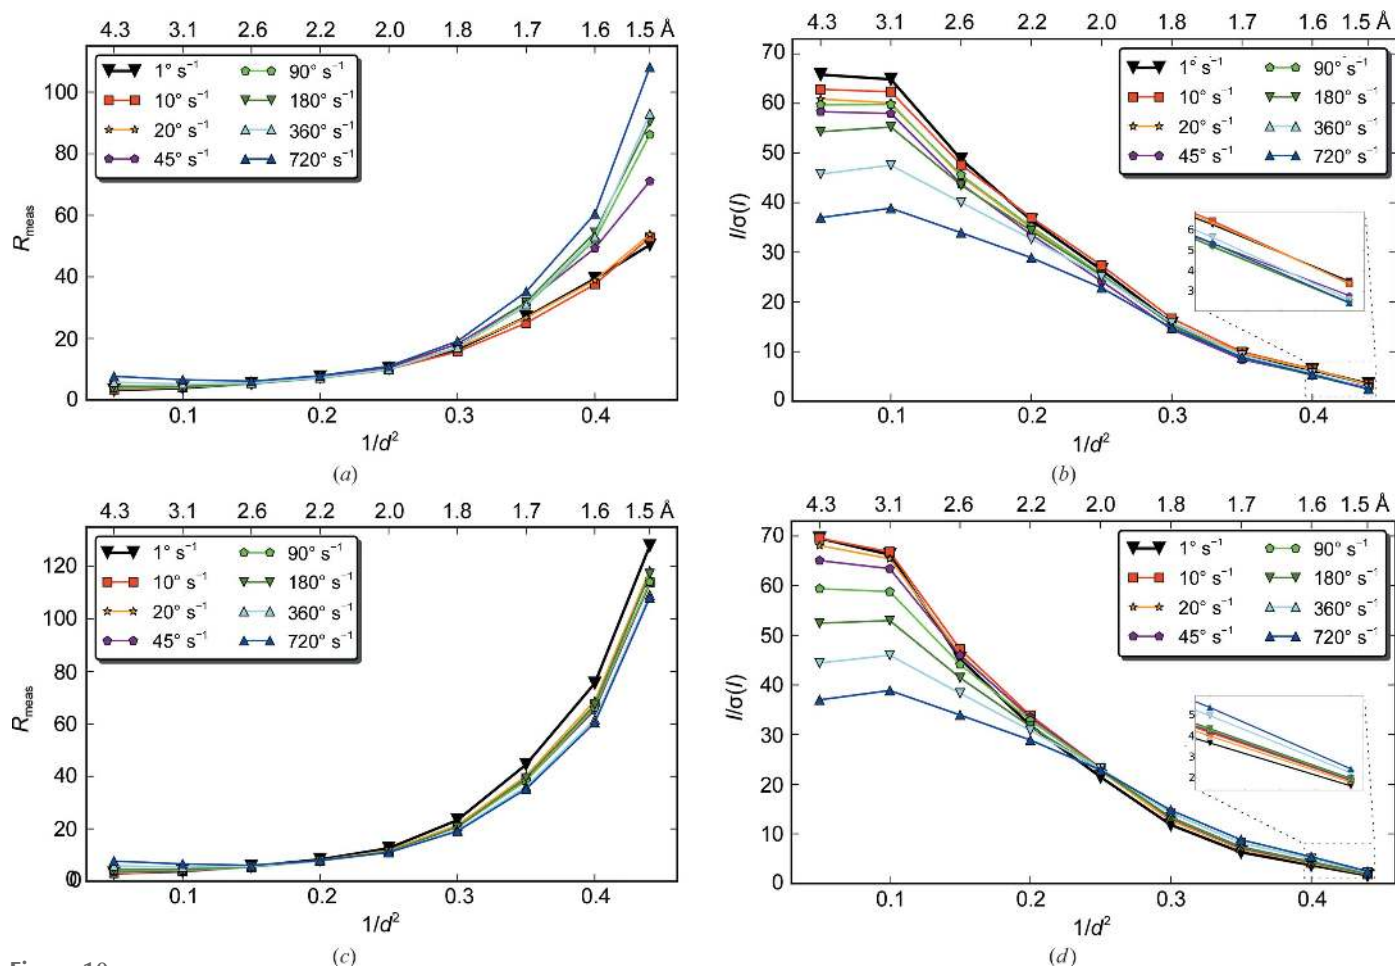 4.3 3.1 2.6 2.2 2.0 1.8 1.7 1.6 1.5 Å
100
80
60
40
20
0
R_meas
1° s⁻¹ 90° s⁻¹
10° s⁻¹ 180° s⁻¹
20° s⁻¹ 360° s⁻¹
45° s⁻¹ 720° s⁻¹
0.1 0.2 0.3 0.4
1/d²
(a)
4.3 3.1 2.6 2.2 2.0 1.8 1.7 1.6 1.5 Å
70
60
50
40
30
20
10
0
I/σ(I)
1° s⁻¹ 90° s⁻¹
10° s⁻¹ 180° s⁻¹
20° s⁻¹ 360° s⁻¹
45° s⁻¹ 720° s⁻¹
6
5
4
3
0.1 0.2 0.3 0.4
1/d²
(b)
4.3 3.1 2.6 2.2 2.0 1.8 1.7 1.6 1.5 Å
120
100
80
60
40
20
0
R_meas
1° s⁻¹ 90° s⁻¹
10° s⁻¹ 180° s⁻¹
20° s⁻¹ 360° s⁻¹
45° s⁻¹ 720° s⁻¹
0.1 0.2 0.3 0.4
1/d²
(c)
4.3 3.1 2.6 2.2 2.0 1.8 1.7 1.6 1.5 Å
70
60
50
40
30
20
10
0
I/σ(I)
1° s⁻¹ 90° s⁻¹
10° s⁻¹ 180° s⁻¹
20° s⁻¹ 360° s⁻¹
45° s⁻¹ 720° s⁻¹
5
4
3
2
0.1 0.2 0.3 0.4
1/d²
(d)